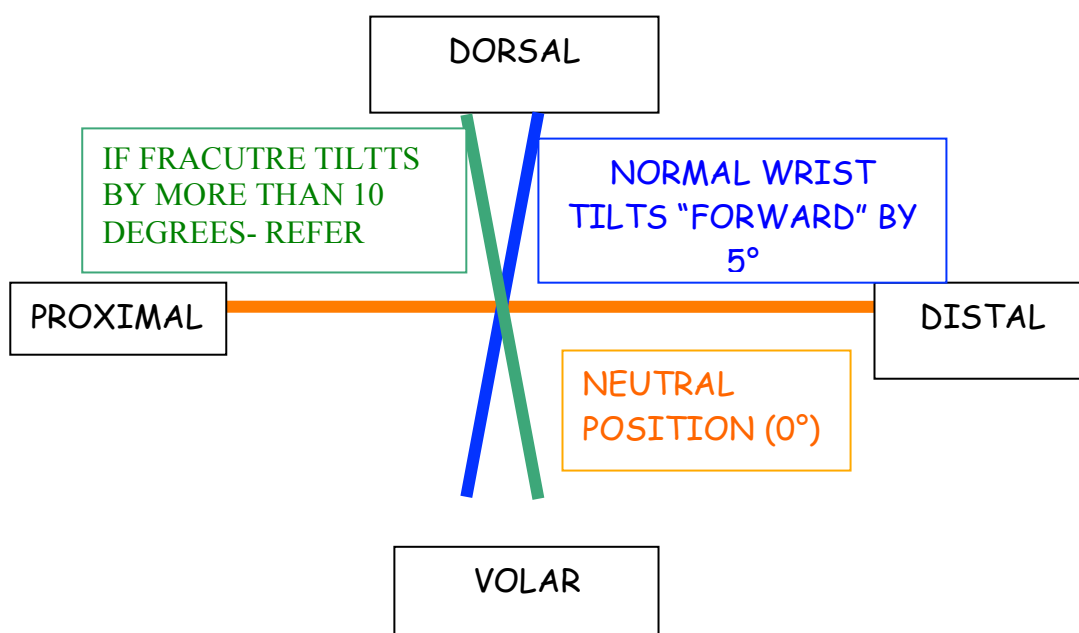 DORSAL
IF FRACUTRE TILTTS
BY MORE THAN 10
DEGREES- REFER
NORMAL WRIST
TILTS “FORWARD” BY
5°
PROXIMAL
DISTAL
NEUTRAL
POSITION (0°)
VOLAR